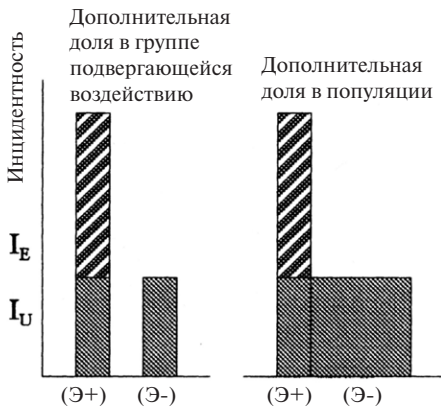 Дополнительная
доля в группе
подвергающейся
воздействию
Дополнительная
доля в популяции
Инцидентность
I_E
I_U
(Э+) (Э-)
(Э+) (Э-)